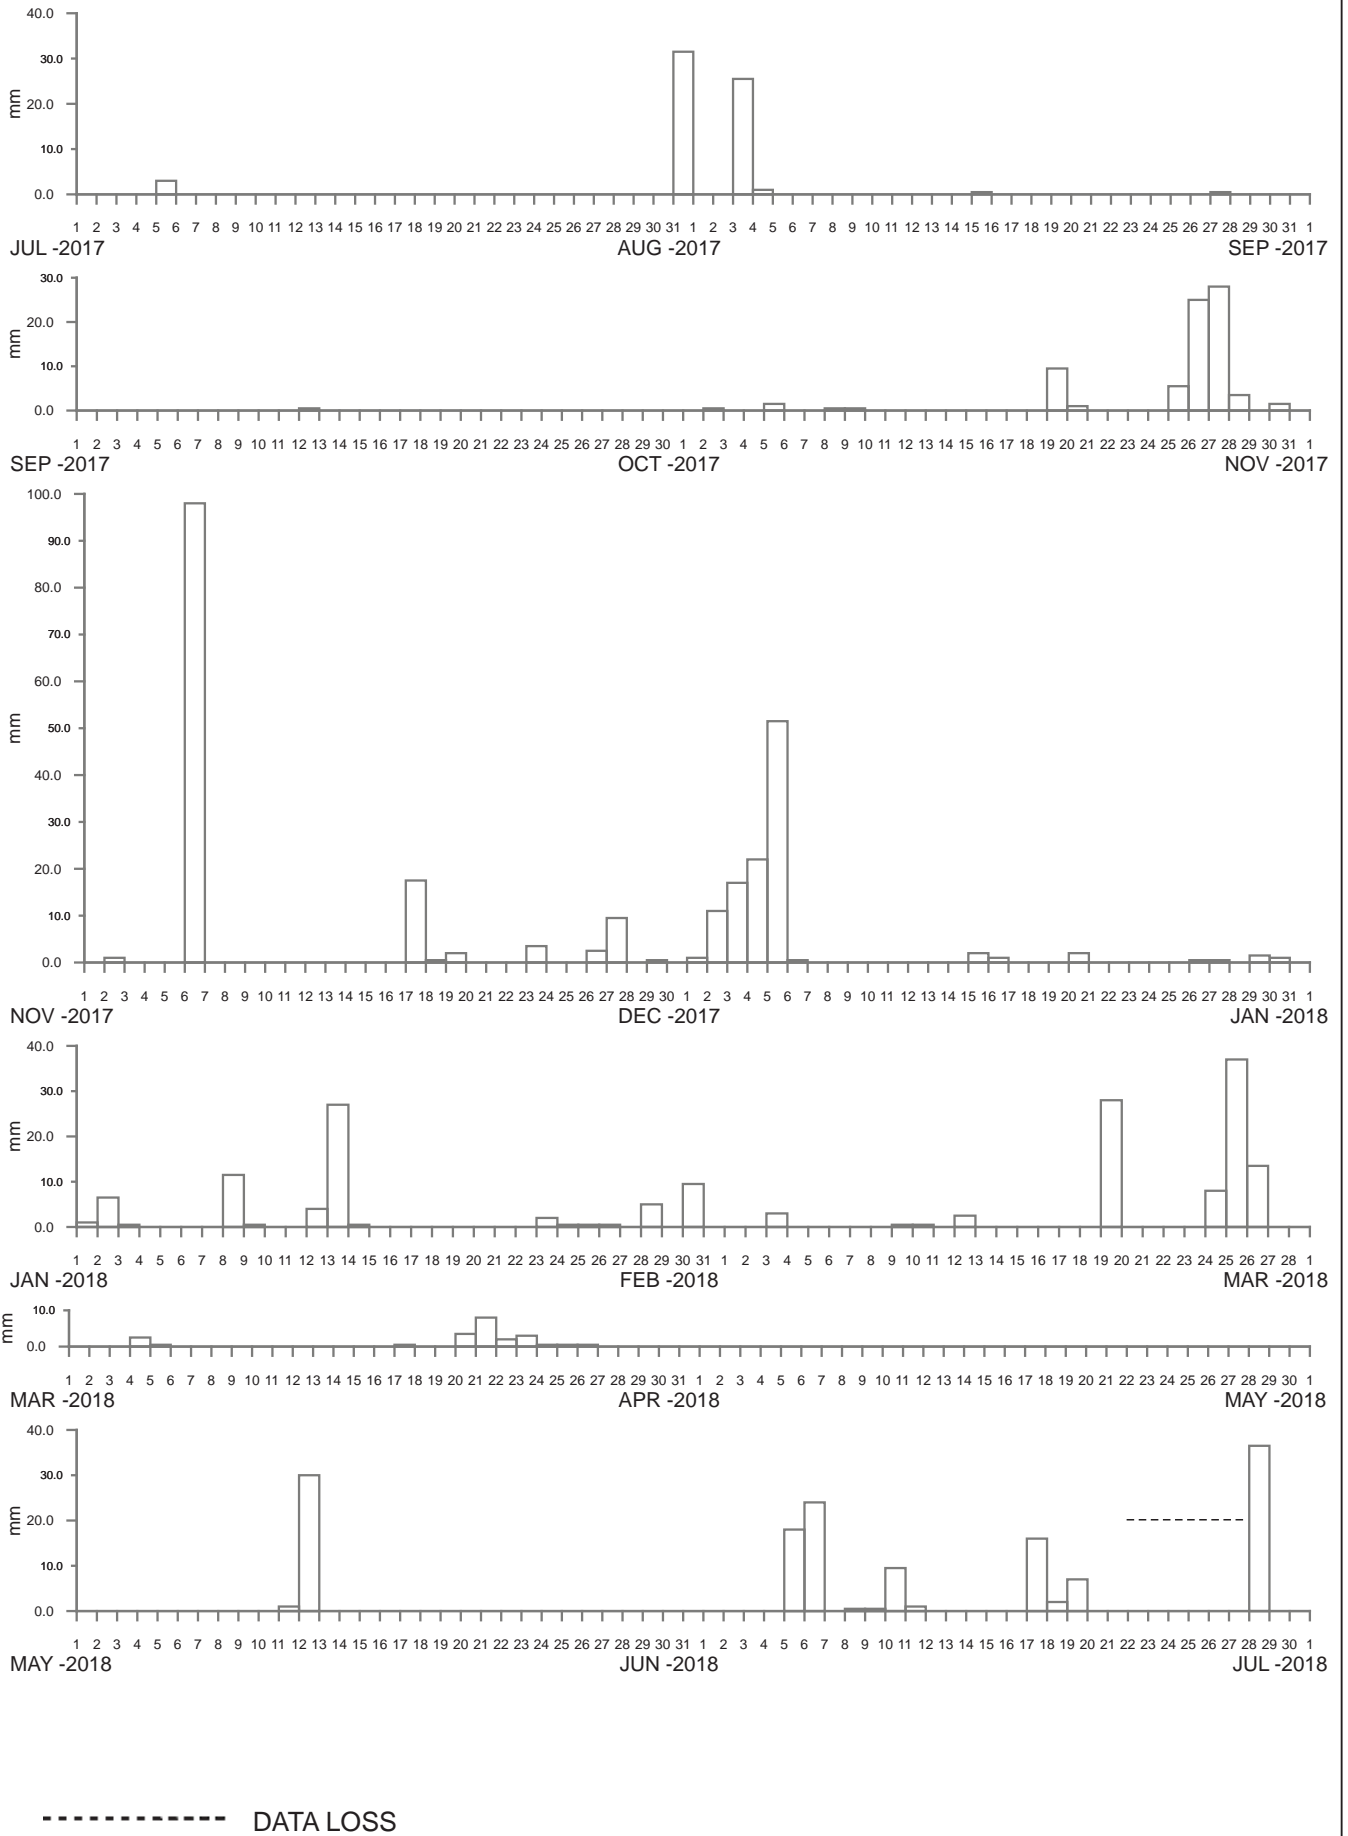 40.0
30.0
20.0
10.0
0.0
mm
1 2 3 4 5 6 7 8 9 10 11 12 13 14 15 16 17 18 19 20 21 22 23 24 25 26 27 28 29 30 31 1 2 3 4 5 6 7 8 9 10 11 12 13 14 15 16 17 18 19 20 21 22 23 24 25 26 27 28 29 30 31 1
JUL -2017 AUG -2017 SEP -2017
30.0
20.0
10.0
0.0
mm
1 2 3 4 5 6 7 8 9 10 11 12 13 14 15 16 17 18 19 20 21 22 23 24 25 26 27 28 29 30 1 2 3 4 5 6 7 8 9 10 11 12 13 14 15 16 17 18 19 20 21 22 23 24 25 26 27 28 29 30 31 1
SEP -2017 OCT -2017 NOV -2017
100.0
90.0
80.0
70.0
60.0
50.0
40.0
30.0
20.0
10.0
0.0
mm
1 2 3 4 5 6 7 8 9 10 11 12 13 14 15 16 17 18 19 20 21 22 23 24 25 26 27 28 29 30 1 2 3 4 5 6 7 8 9 10 11 12 13 14 15 16 17 18 19 20 21 22 23 24 25 26 27 28 29 30 31 1
NOV -2017 DEC -2017 JAN -2018
40.0
30.0
20.0
10.0
0.0
mm
1 2 3 4 5 6 7 8 9 10 11 12 13 14 15 16 17 18 19 20 21 22 23 24 25 26 27 28 29 30 31 1 2 3 4 5 6 7 8 9 10 11 12 13 14 15 16 17 18 19 20 21 22 23 24 25 26 27 28 1
JAN -2018 FEB -2018 MAR -2018
10.0
0.0
mm
1 2 3 4 5 6 7 8 9 10 11 12 13 14 15 16 17 18 19 20 21 22 23 24 25 26 27 28 29 30 31 1 2 3 4 5 6 7 8 9 10 11 12 13 14 15 16 17 18 19 20 21 22 23 24 25 26 27 28 29 30 1
MAR -2018 APR -2018 MAY -2018
40.0
30.0
20.0
10.0
0.0
mm
1 2 3 4 5 6 7 8 9 10 11 12 13 14 15 16 17 18 19 20 21 22 23 24 25 26 27 28 29 30 31 1 2 3 4 5 6 7 8 9 10 11 12 13 14 15 16 17 18 19 20 21 22 23 24 25 26 27 28 29 30 1
MAY -2018 JUN -2018 JUL -2018
DATA LOSS